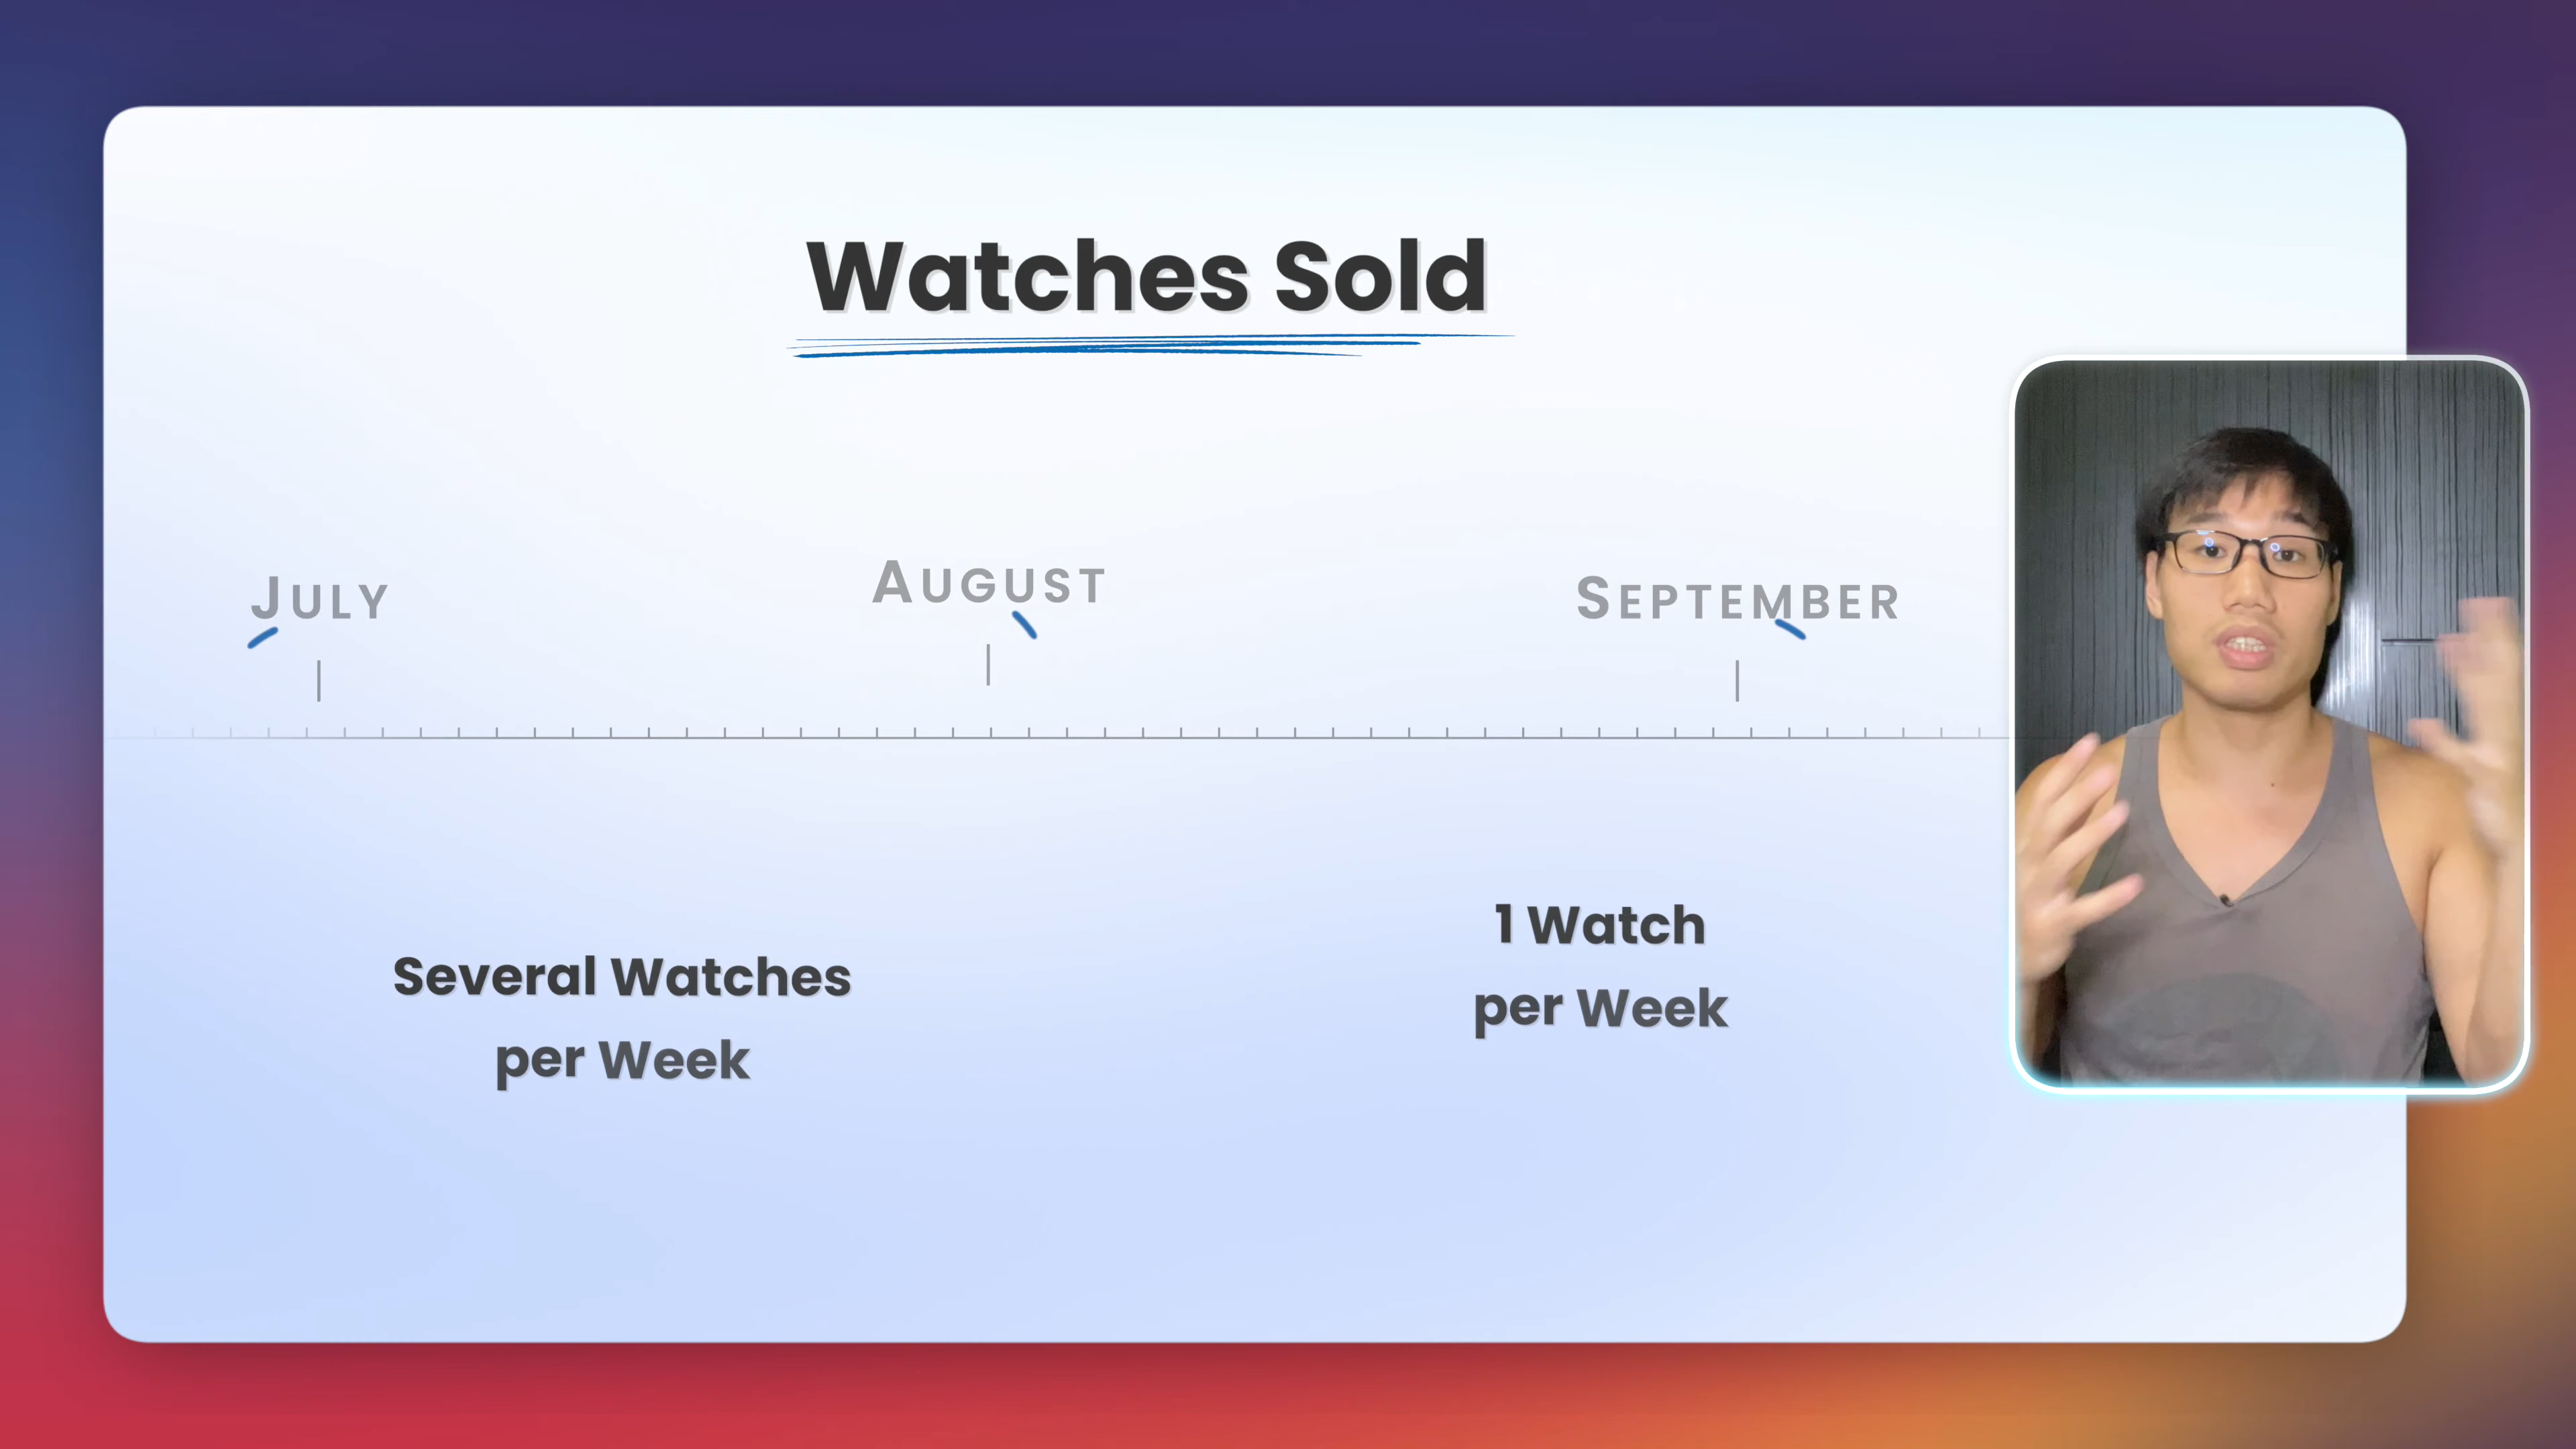 Watches Sold
JULY
AUGUST
SEPTEMBER
Several Watches
per Week
1 Watch
per Week